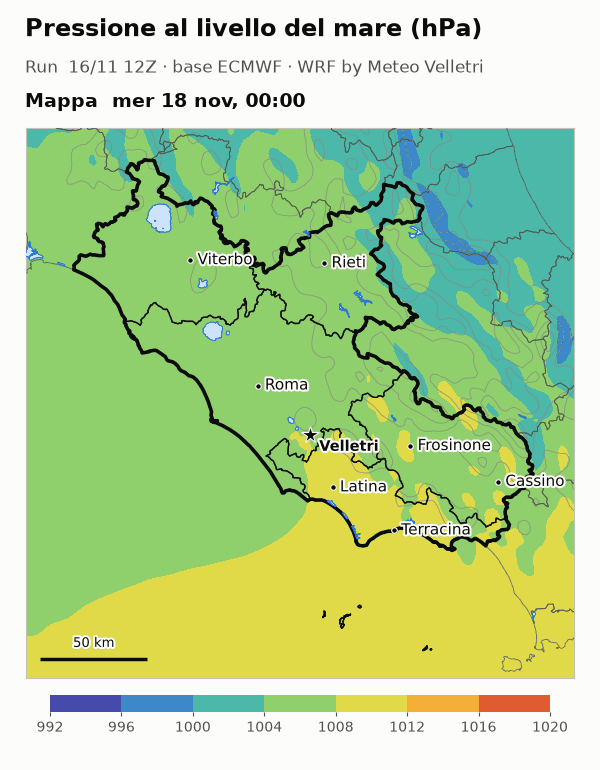 Pressione al livello del mare (hPa)
Run  16/11 12Z · base ECMWF · WRF by Meteo Velletri
Mappa  mer 18 nov, 00:00
Viterbo
Rieti
Roma
Velletri
Frosinone
Latina
Cassino
Terracina
50 km
992 996 1000 1004 1008 1012 1016 1020